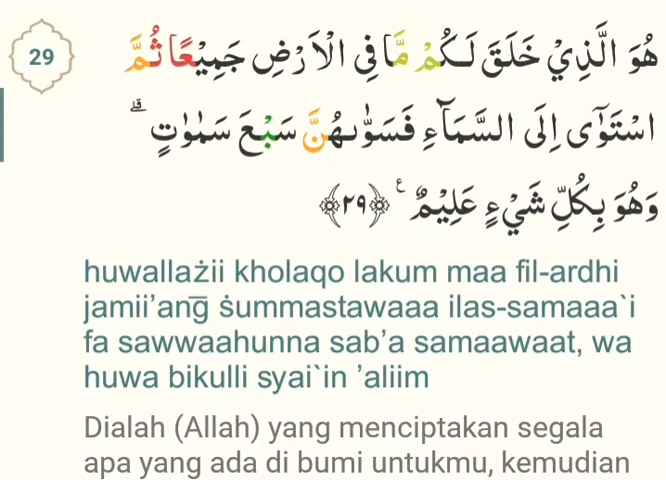 29
هُوَ الَّذِيْ خَلَقَ لَكُمْ مَّا فِى الْاَرْضِ جَمِيْعًا ثُمَّ
اسْتَوٰٓى اِلَى السَّمَاۤءِ فَسَوّٰىهُنَّ سَبْعَ سَمٰوٰتٍ ۗ
وَهُوَ بِكُلِّ شَيْءٍ عَلِيْمٌ ࣖ ﴿٢٩﴾
huwallażii kholaqo lakum maa fil-ardhi
jamii’ang̅ ṡummastawaaa ilas-samaaa`i
fa sawwaahunna sab’a samaawaat, wa
huwa bikulli syai`in ’aliim
Dialah (Allah) yang menciptakan segala
apa yang ada di bumi untukmu, kemudian